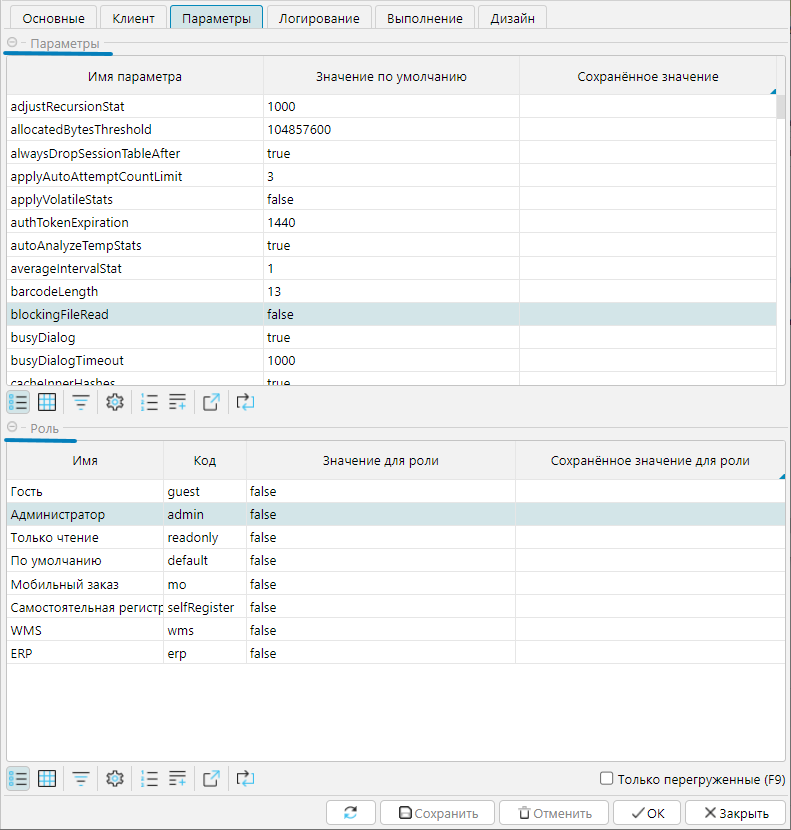 Основные Клиент Параметры Логирование Выполнение Дизайн
Параметры
Имя параметра Значение по умолчанию Сохранённое значение
adjustRecursionStat 1000
allocatedBytesThreshold 104857600
alwaysDropSessionTableAfter true
applyAutoAttemptCountLimit 3
applyVolatileStats false
authTokenExpiration 1440
autoAnalyzeTempStats true
averageIntervalStat 1
barcodeLength 13
blockingFileRead false
busyDialog true
busyDialogTimeout 1000
cacheInnerHashes true
Роль
Имя Код Значение для роли Сохранённое значение для роли
Гость guest false
Администратор admin false
Только чтение readonly false
По умолчанию default false
Мобильный заказ mo false
Самостоятельная регистр selfRegister false
WMS wms false
ERP erp false
Только перегруженные (F9)
Сохранить Отменить OK Закрыть